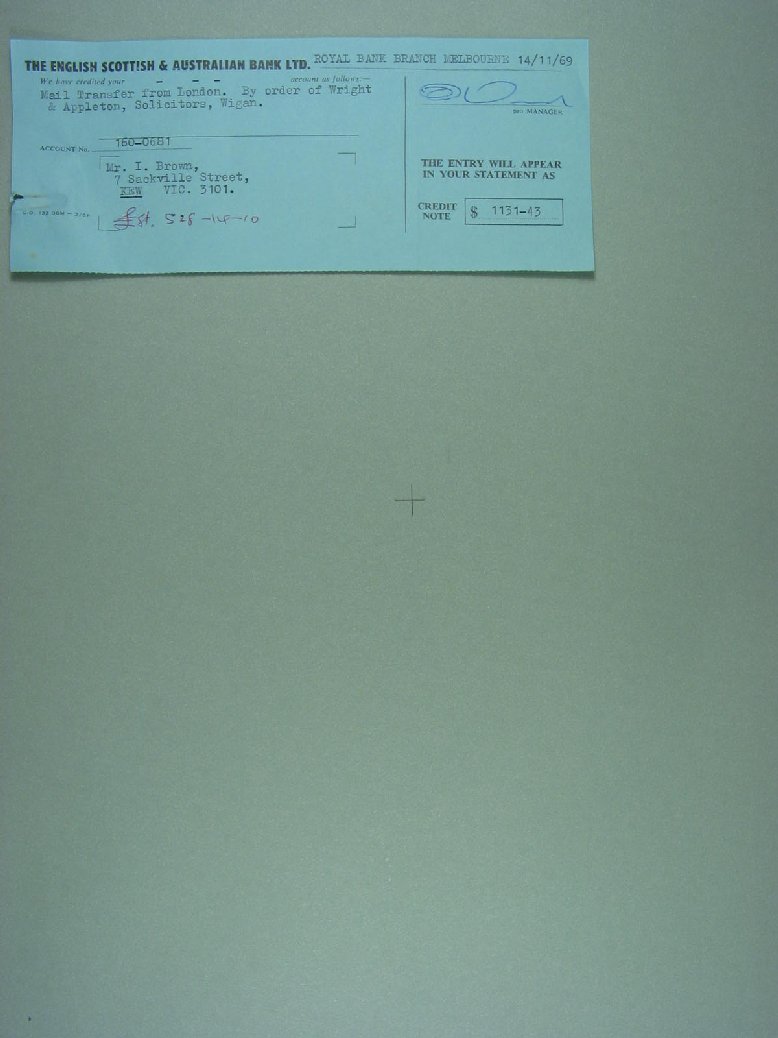 THE ENGLISH SCOTTISH & AUSTRALIAN BANK LTD. ROYAL BANK BRANCH MELBOURNE 14/11/69
We have credited your - - - account as follows:—
Mail Transfer from London. By order of Wright
& Appleton, Solicitors, Wigan.
PRO MANAGER
ACCOUNT No. 160-0681
Mr. I. Brown,
7 Sackville Street,
KEW VIC. 3101.
£St. 528-14-10
THE ENTRY WILL APPEAR
IN YOUR STATEMENT AS
CREDIT NOTE $ 1131-43